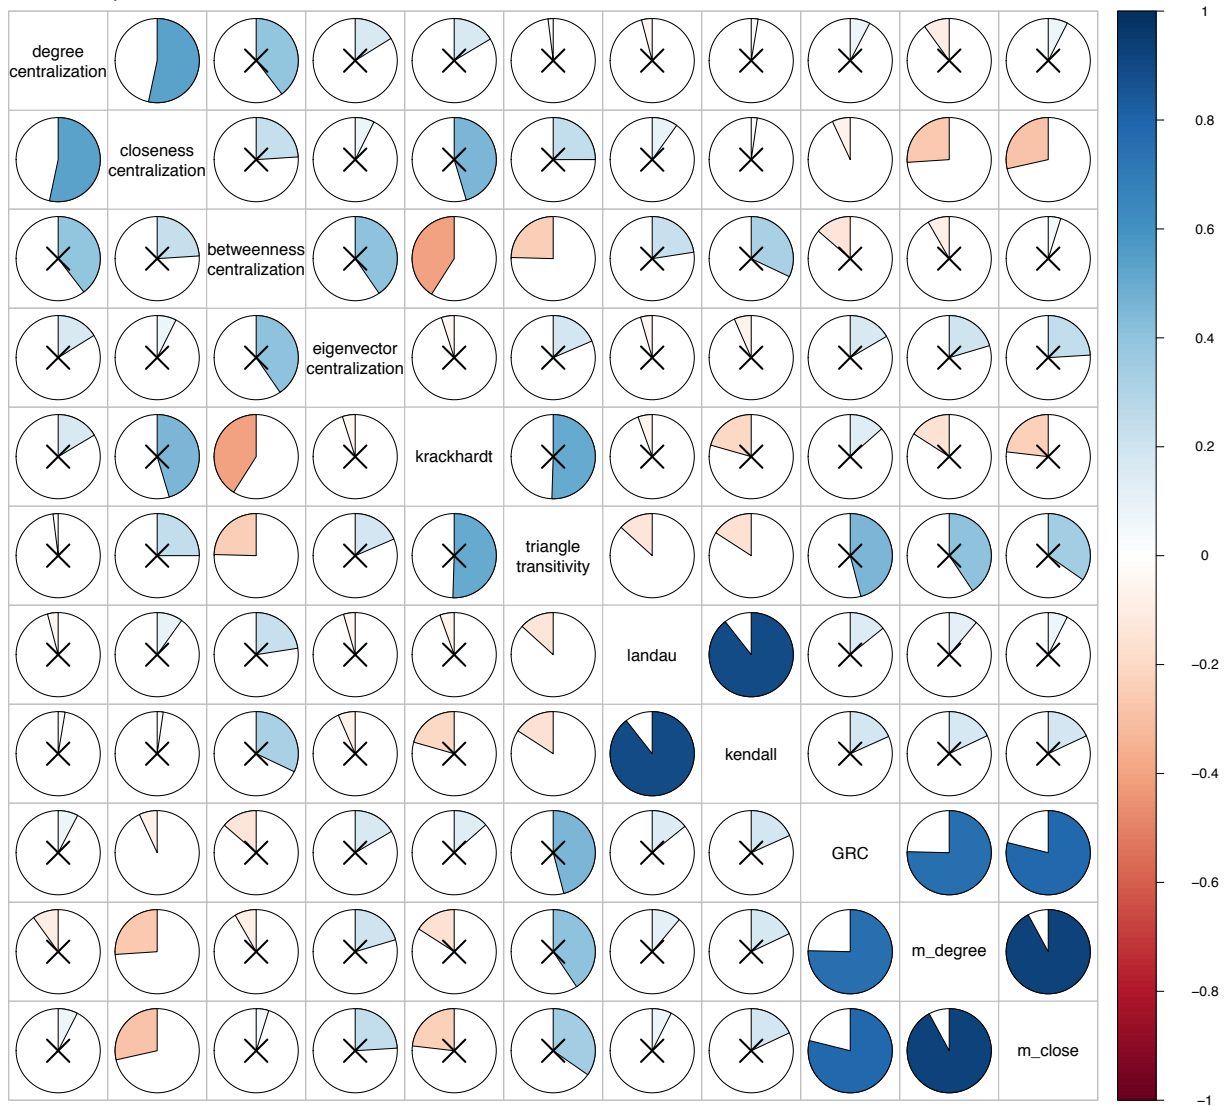 degree
centralization
closeness
centralization
betweenness
centralization
eigenvector
centralization
krackhardt
triangle
transitivity
landau
kendall
GRC
m_degree
m_close
1
0.8
0.6
0.4
0.2
0
−0.2
−0.4
−0.6
−0.8
−1